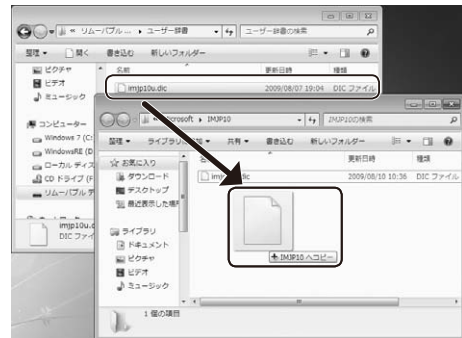 « リムーバブル ... ▸ ユーザー辞書
ユーザー辞書の検索
整理 ▼ 開く 書き込む 新しいフォルダー
ピクチャ
ビデオ
ミュージック
コンピューター
Windows 7 (C:
WindowsRE (D
ローカル ディス
CD ドライブ (F
リムーバブル デ
名前 更新日時 種類
imjp10u.dic 2009/08/07 19:04 DIC ファイル
imjp10u.d
DIC ファイ
Microsoft ▸ IMJP10
IMJP10の検索
整理 ▼ ライブラリに追加 ▼ 共有 ▼ 書き込む 新しいフォルダー
お気に入り
ダウンロード
デスクトップ
最近表示した場所
ライブラリ
ドキュメント
ピクチャ
ビデオ
ミュージック
更新日時 種類
dic 2009/08/10 10:36 DIC ファイル
IMJP10 へコピー
1 個の項目